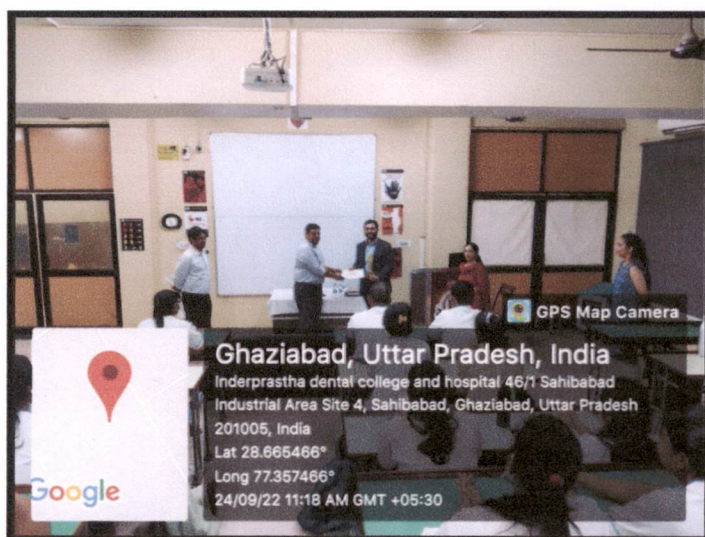 GPS Map Camera
Ghaziabad, Uttar Pradesh, India
Inderprastha dental college and hospital 46/1 Sahibabad
Industrial Area Site 4, Sahibabad, Ghaziabad, Uttar Pradesh
201005, India
Lat 28.665466°
Long 77.357466°
24/09/22 11:18 AM GMT +05:30
Google